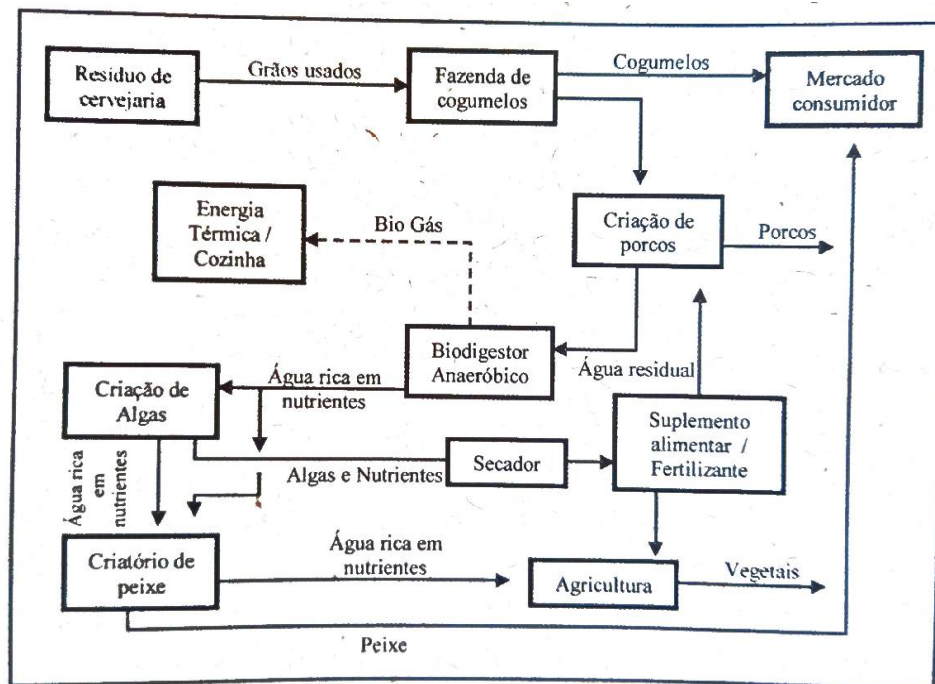 Resíduo de
cervejaria
Grãos usados
Fazenda de
cogumelos
Cogumelos
Mercado
consumidor
Energia
Térmica /
Cozinha
Bio Gás
Criação de
porcos
Porcos
Biodigestor
Anaeróbico
Água residual
Criação de
Algas
Água rica em
nutrientes
Suplemento
alimentar /
Fertilizante
Algas e Nutrientes
Secador
Água rica
em
nutrientes
Criatório de
peixe
Água rica em
nutrientes
Agricultura
Vegetais
Peixe